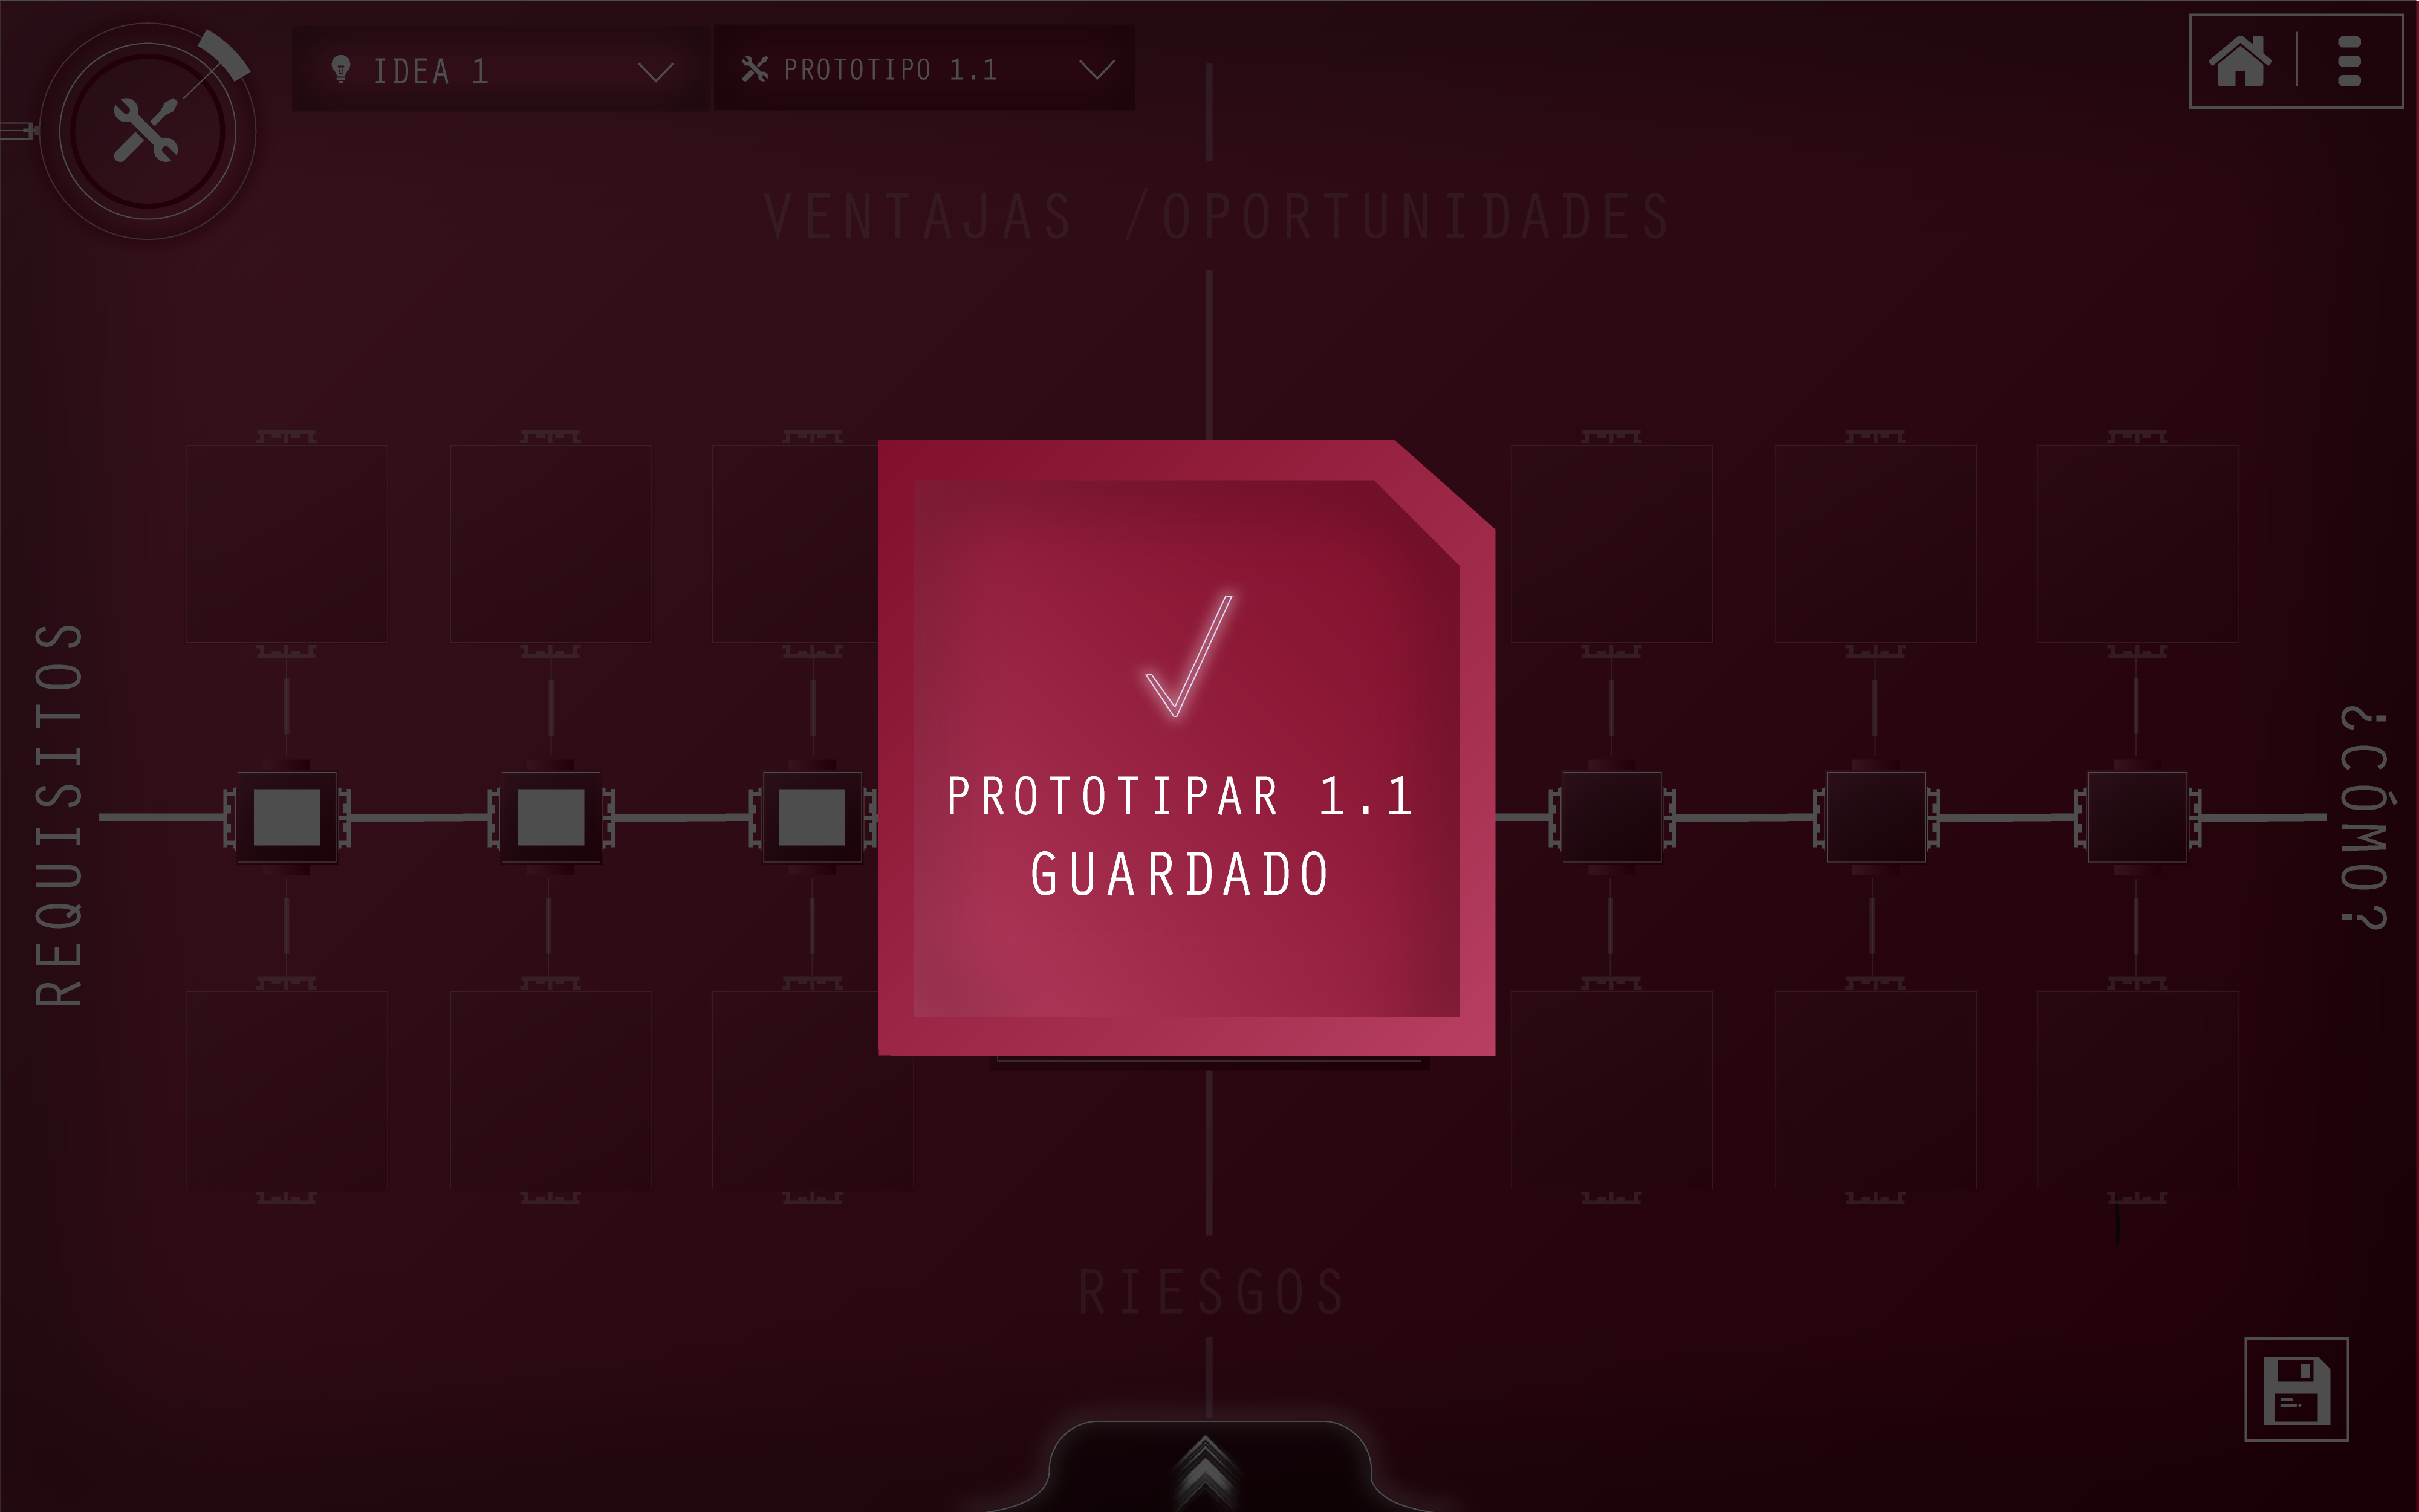 IDEA 1
PROTOTIPO 1.1
VENTAJAS /OPORTUNIDADES
REQUISITOS
PROTOTIPAR 1.1
GUARDADO
¿CÓMO?
RIESGOS